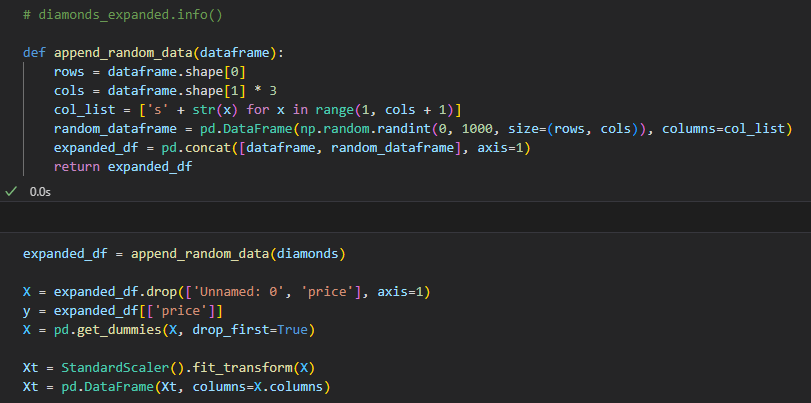 # diamonds_expanded.info()
def append_random_data(dataframe):
    rows = dataframe.shape[0]
    cols = dataframe.shape[1] * 3
    col_list = ['s' + str(x) for x in range(1, cols + 1)]
    random_dataframe = pd.DataFrame(np.random.randint(0, 1000, size=(rows, cols)), columns=col_list)
    expanded_df = pd.concat([dataframe, random_dataframe], axis=1)
    return expanded_df
✓ 0.0s
expanded_df = append_random_data(diamonds)
X = expanded_df.drop(['Unnamed: 0', 'price'], axis=1)
y = expanded_df[['price']]
X = pd.get_dummies(X, drop_first=True)
Xt = StandardScaler().fit_transform(X)
Xt = pd.DataFrame(Xt, columns=X.columns)